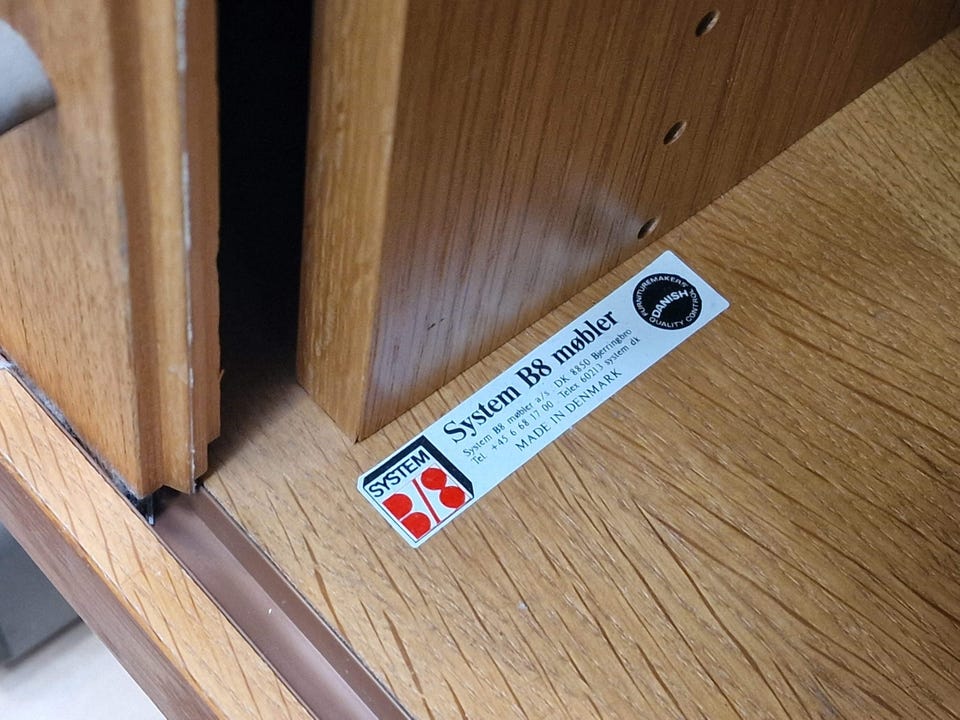 SYSTEM
B/8
System B8 møbler
System B8 møbler a/s - DK 8850 Bjerringbro
Tel. +45 6 68 17 00 Telex 60213 system dk
MADE IN DENMARK
FURNITUREMAKERS'
DANISH
QUALITY CONTROL